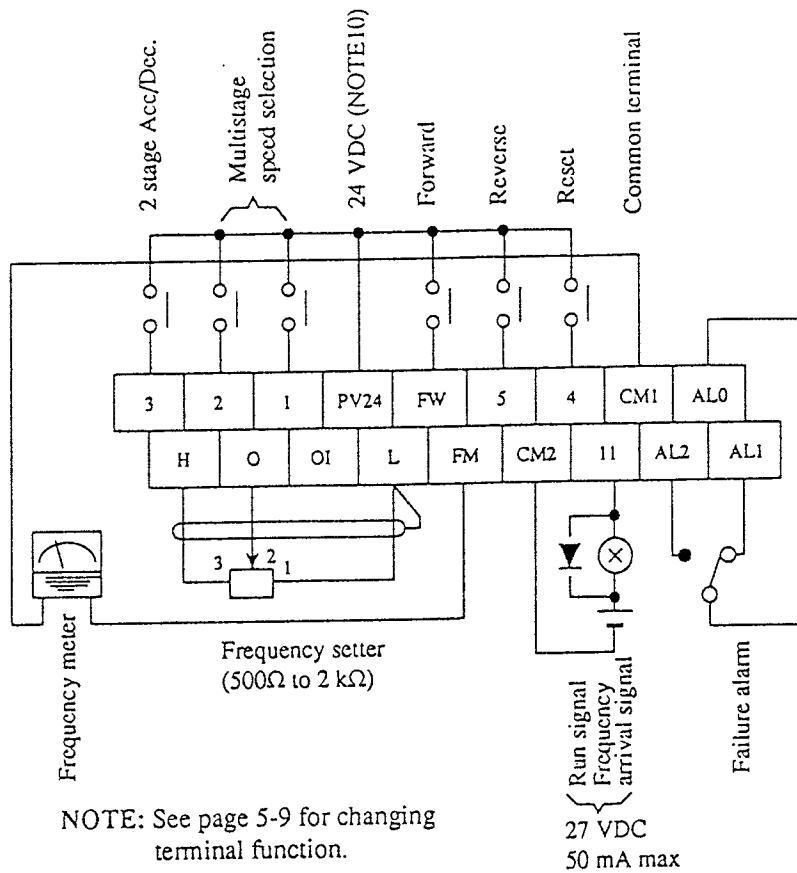 2 stage Acc/Dec.
Multistage
speed selection
24 VDC (NOTE10)
Forward
Reverse
Reset
Common terminal
3 2 1 PV24 FW 5 4 CM1 AL0
H O OI L FM CM2 11 AL2 AL1
3 2 1
Frequency meter
Frequency setter
(500Ω to 2 kΩ)
Run signal
Frequency
arrival signal
27 VDC
50 mA max
Failure alarm
NOTE: See page 5-9 for changing
terminal function.